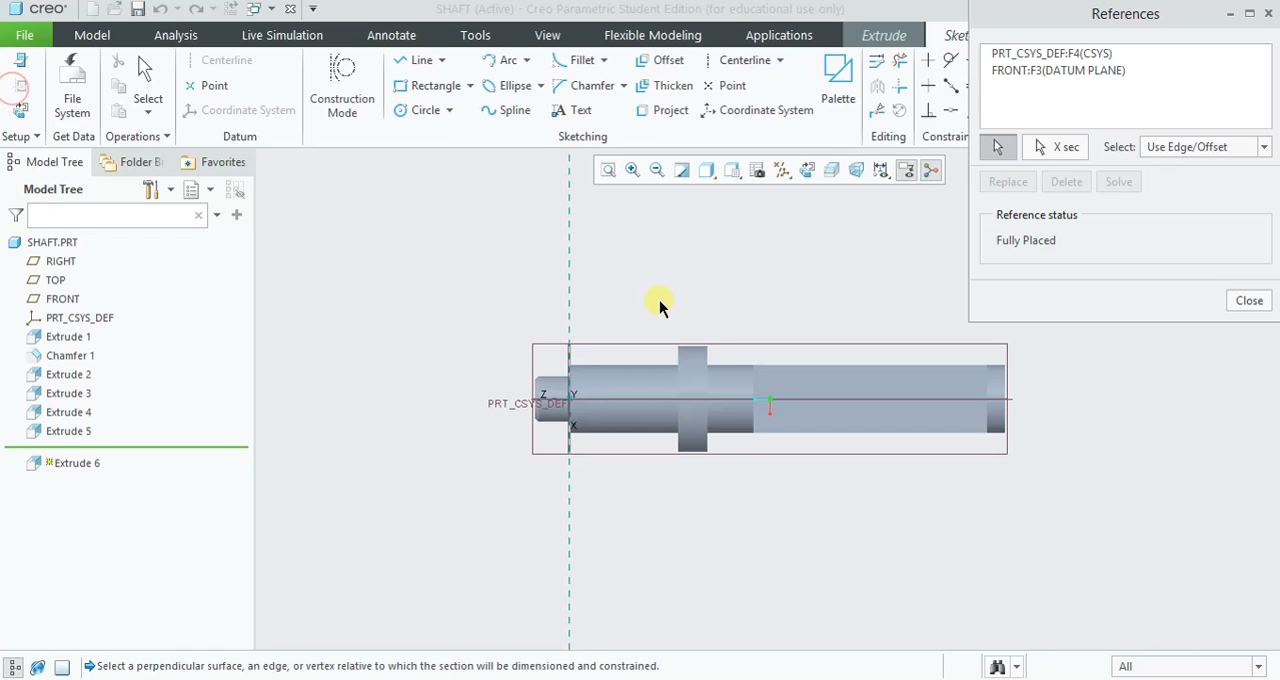 creo° SHAFT (Active) - Creo Parametric Student Edition (for educational use only) References
File Model Analysis Live Simulation Annotate Tools View Flexible Modeling Applications Extrude
Centerline Line Arc Fillet Offset Centerline
Point Rectangle Ellipse Chamfer Thicken Point
Coordinate System Circle Spline Text Project Coordinate System
File System Select Construction Mode Palette
Setup Get Data Operations Datum Sketching Editing
PRT_CSYS_DEF:F4(CSYS)
FRONT:F3(DATUM PLANE)
X sec Select: Use Edge/Offset
Replace Delete Solve
Reference status
Fully Placed
Close
Model Tree Folder Favorites
Model Tree
SHAFT.PRT
RIGHT
TOP
FRONT
PRT_CSYS_DEF
Extrude 1
Chamfer 1
Extrude 2
Extrude 3
Extrude 4
Extrude 5
Extrude 6
Z Y
PRT_CSYS_DEF
X
Select a perpendicular surface, an edge, or vertex relative to which the section will be dimensioned and constrained. All